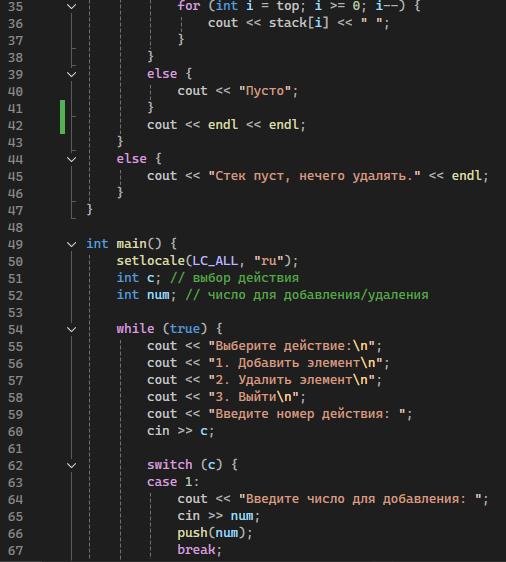 35 for (int i = top; i >= 0; i--) {
36 cout << stack[i] << " ";
37 }
38 }
39 else {
40 cout << "Пусто";
41 }
42 cout << endl << endl;
43 }
44 else {
45 cout << "Стек пуст, нечего удалять." << endl;
46 }
47 }
48
49 int main() {
50 setlocale(LC_ALL, "ru");
51 int c; // выбор действия
52 int num; // число для добавления/удаления
53
54 while (true) {
55 cout << "Выберите действие:\n";
56 cout << "1. Добавить элемент\n";
57 cout << "2. Удалить элемент\n";
58 cout << "3. Выйти\n";
59 cout << "Введите номер действия: ";
60 cin >> c;
61
62 switch (c) {
63 case 1:
64 cout << "Введите число для добавления: ";
65 cin >> num;
66 push(num);
67 break;